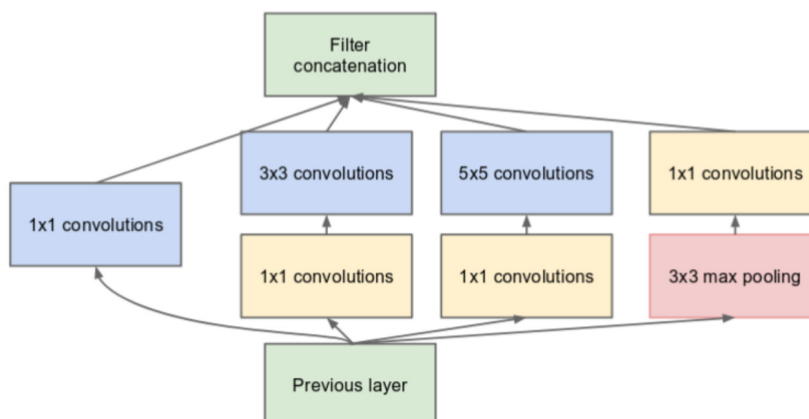 Filter
concatenation
3x3 convolutions
5x5 convolutions
1x1 convolutions
1x1 convolutions
1x1 convolutions
1x1 convolutions
3x3 max pooling
Previous layer